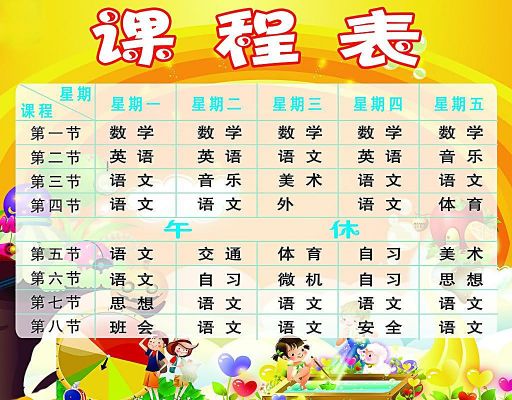 课程表
星期 星期一 星期二 星期三 星期四 星期五
课程
第一节 数学 数学 数学 数学 数学
第二节 英语 英语 语文 英语 音乐
第三节 语文 音乐 美术 语文 语文
第四节 语文 语文 外 语文 体育
午休
第五节 语文 交通 体育 自习 美术
第六节 语文 自习 微机 自习 思想
第七节 思想 语文 语文 语文 语文
第八节 班会 语文 语文 安全 语文